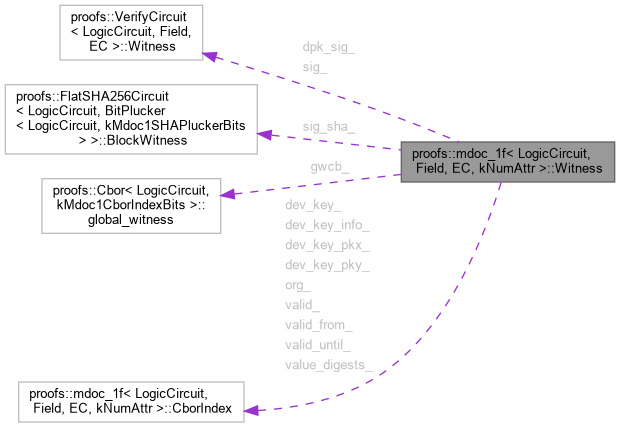 proofs::VerifyCircuit
< LogicCircuit, Field,
EC >::Witness
dpk_sig_
sig_
proofs::FlatSHA256Circuit
< LogicCircuit, BitPlucker
< LogicCircuit, kMdoc1SHAPluckerBits
> >::BlockWitness
sig_sha_
proofs::mdoc_1f< LogicCircuit,
Field, EC, kNumAttr >::Witness
gwcb_
proofs::Cbor< LogicCircuit,
kMdoc1CborIndexBits >::
global_witness
dev_key_
dev_key_info_
dev_key_pkx_
dev_key_pky_
org_
valid_
valid_from_
valid_until_
value_digests_
proofs::mdoc_1f< LogicCircuit,
Field, EC, kNumAttr >::CborIndex